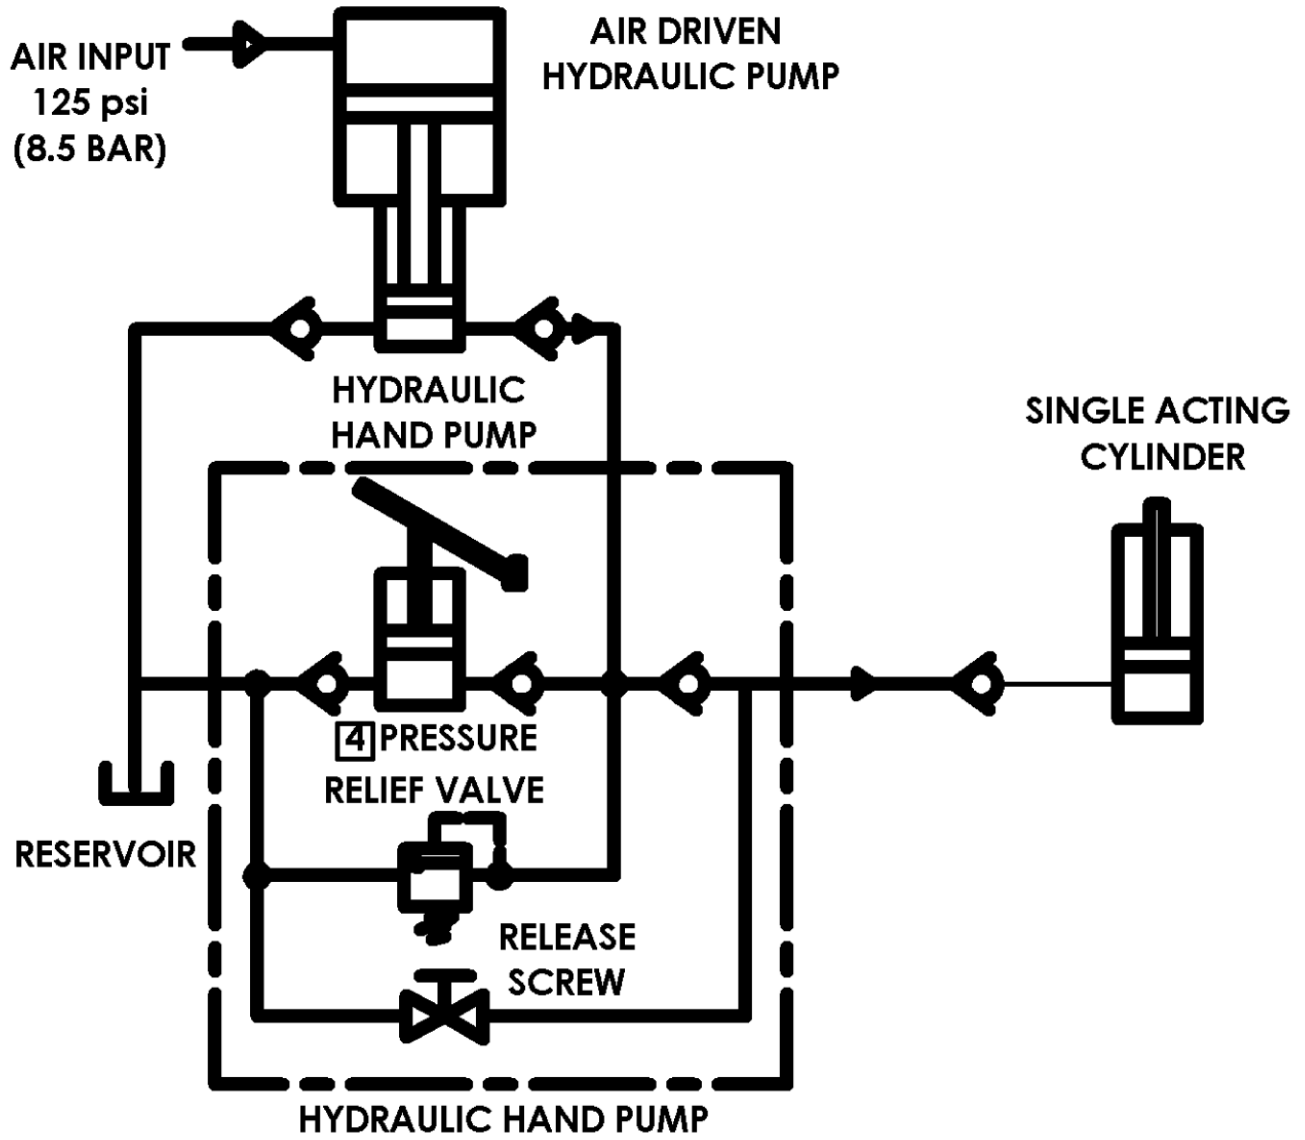 AIR INPUT
125 psi
(8.5 BAR)
AIR DRIVEN
HYDRAULIC PUMP
HYDRAULIC
HAND PUMP
SINGLE ACTING
CYLINDER
4 PRESSURE
RELIEF VALVE
RESERVOIR
RELEASE
SCREW
HYDRAULIC HAND PUMP